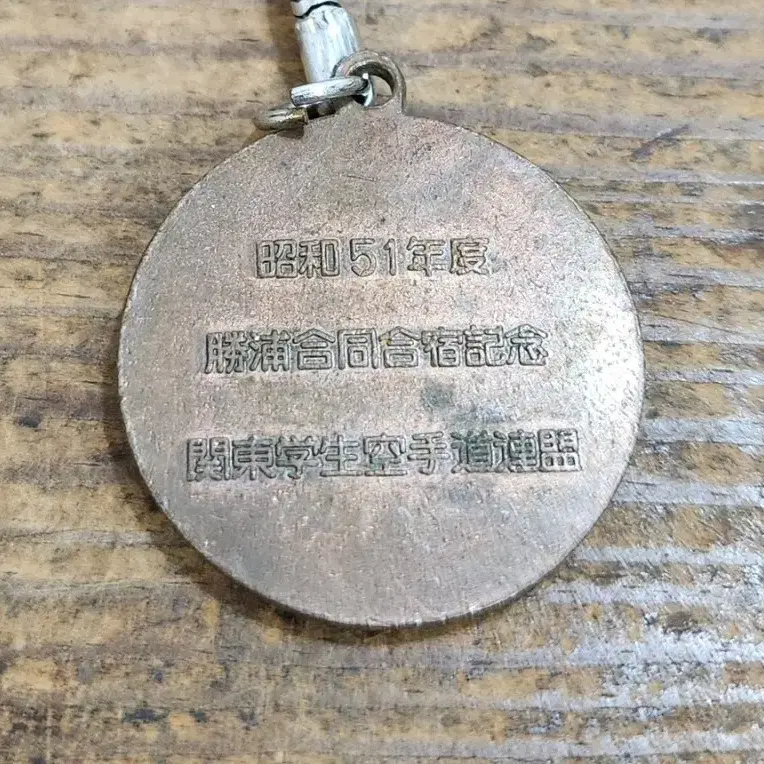 昭和51年度
勝浦合同合宿記念
関東学生空手道連盟